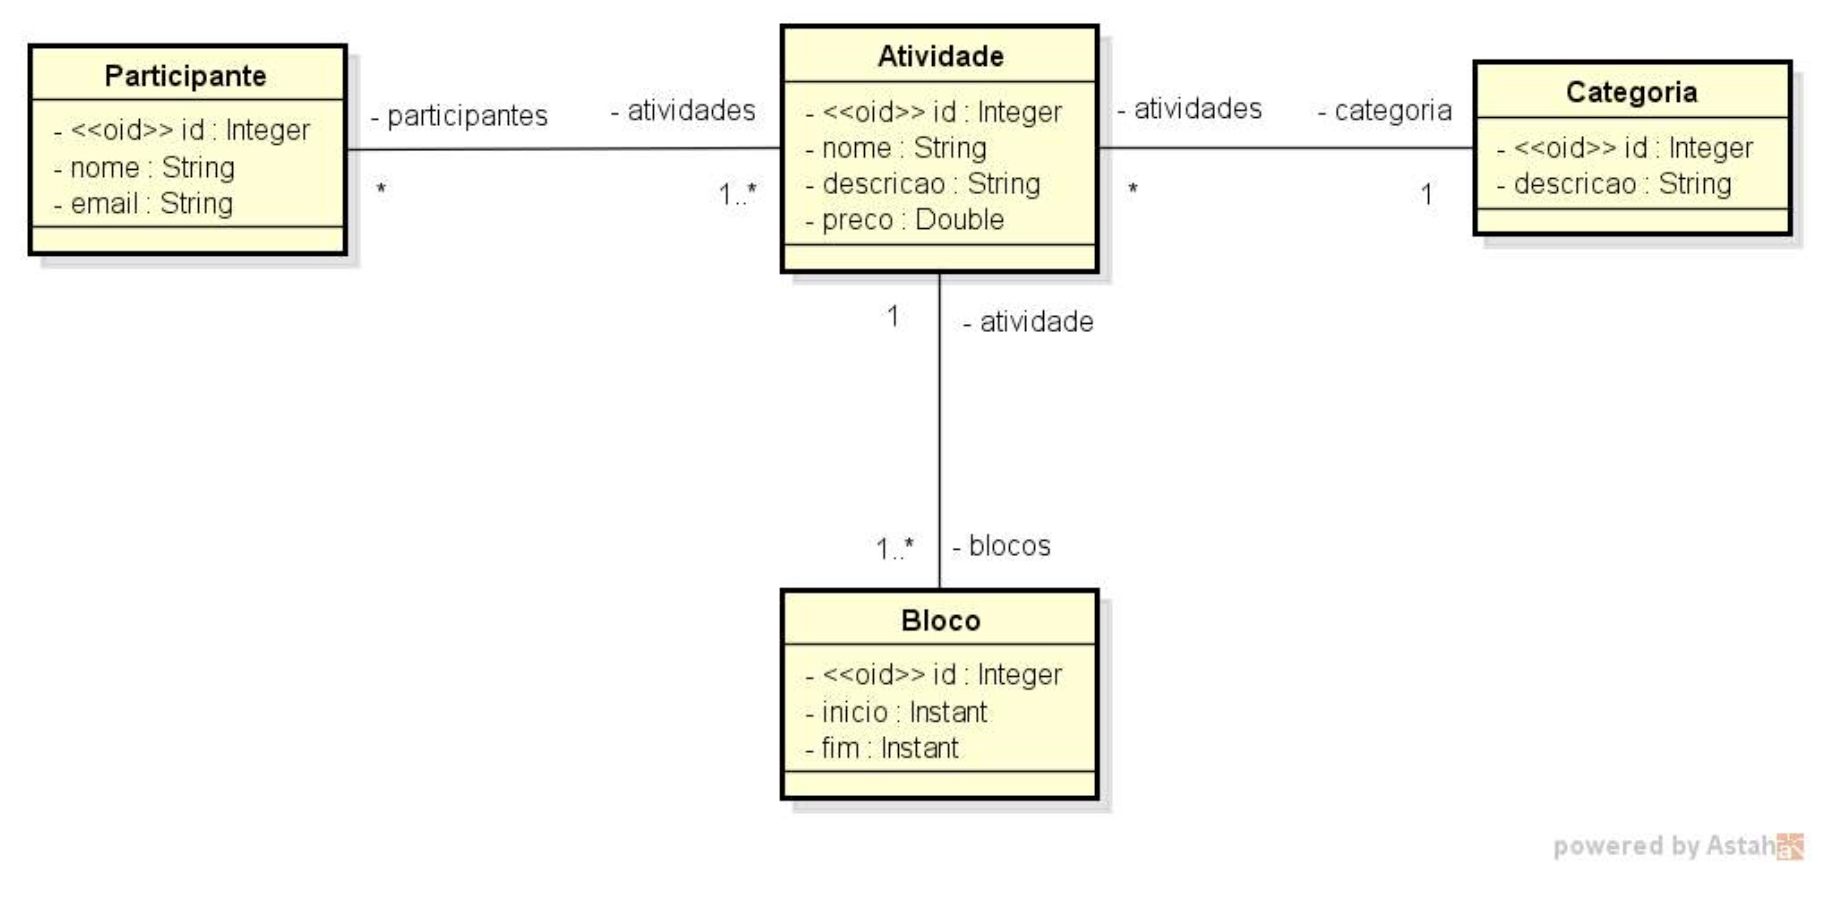 Participante
- <<oid>> id : Integer
- nome : String
- email : String
- participantes
*
- atividades
1..*
Atividade
- <<oid>> id : Integer
- nome : String
- descricao : String
- preco : Double
- atividades
*
- categoria
1
Categoria
- <<oid>> id : Integer
- descricao : String
1
- atividade
1..*
- blocos
Bloco
- <<oid>> id : Integer
- inicio : Instant
- fim : Instant
powered by Astah